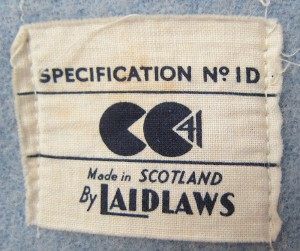 SPECIFICATION Nº 1D
CC41
Made in SCOTLAND
By LAIDLAWS